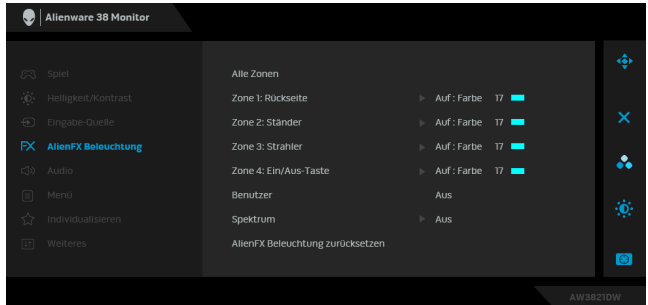 Alienware 38 Monitor
Spiel
Helligkeit/Kontrast
Eingabe-Quelle
FX AlienFX Beleuchtung
Audio
Menü
Individualisieren
Weiteres
Alle Zonen
Zone 1: Rückseite Auf : Farbe 17
Zone 2: Ständer Auf : Farbe 17
Zone 3: Strahler Auf : Farbe 17
Zone 4: Ein/Aus-Taste Auf : Farbe 17
Benutzer Aus
Spektrum Aus
AlienFX Beleuchtung zurücksetzen
AW3821DW